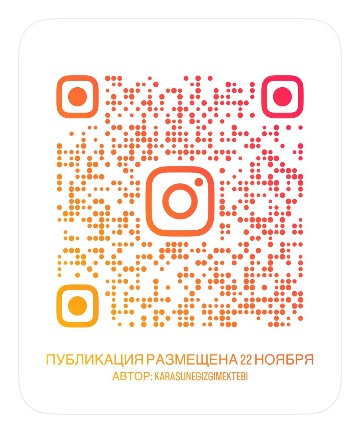 ПУБЛИКАЦИЯ РАЗМЕЩЕНА 22 НОЯБРЯ
АВТОР: KARASUNEGIZGIMEKTEBI